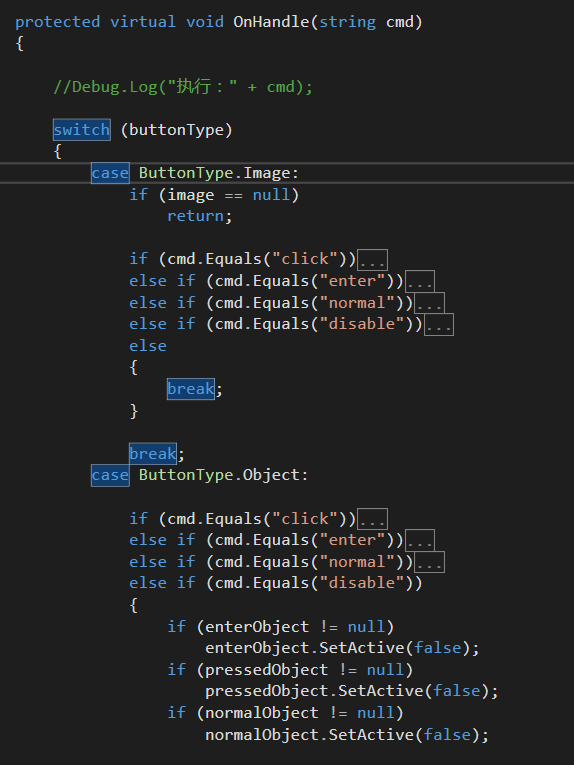 protected virtual void OnHandle(string cmd)
{
//Debug.Log("执行：" + cmd);
switch (buttonType)
{
case ButtonType.Image:
if (image == null)
return;
if (cmd.Equals("click"))...
else if (cmd.Equals("enter"))...
else if (cmd.Equals("normal"))...
else if (cmd.Equals("disable"))...
else
{
break;
}
break;
case ButtonType.Object:
if (cmd.Equals("click"))...
else if (cmd.Equals("enter"))...
else if (cmd.Equals("normal"))...
else if (cmd.Equals("disable"))
{
if (enterObject != null)
enterObject.SetActive(false);
if (pressedObject != null)
pressedObject.SetActive(false);
if (normalObject != null)
normalObject.SetActive(false);